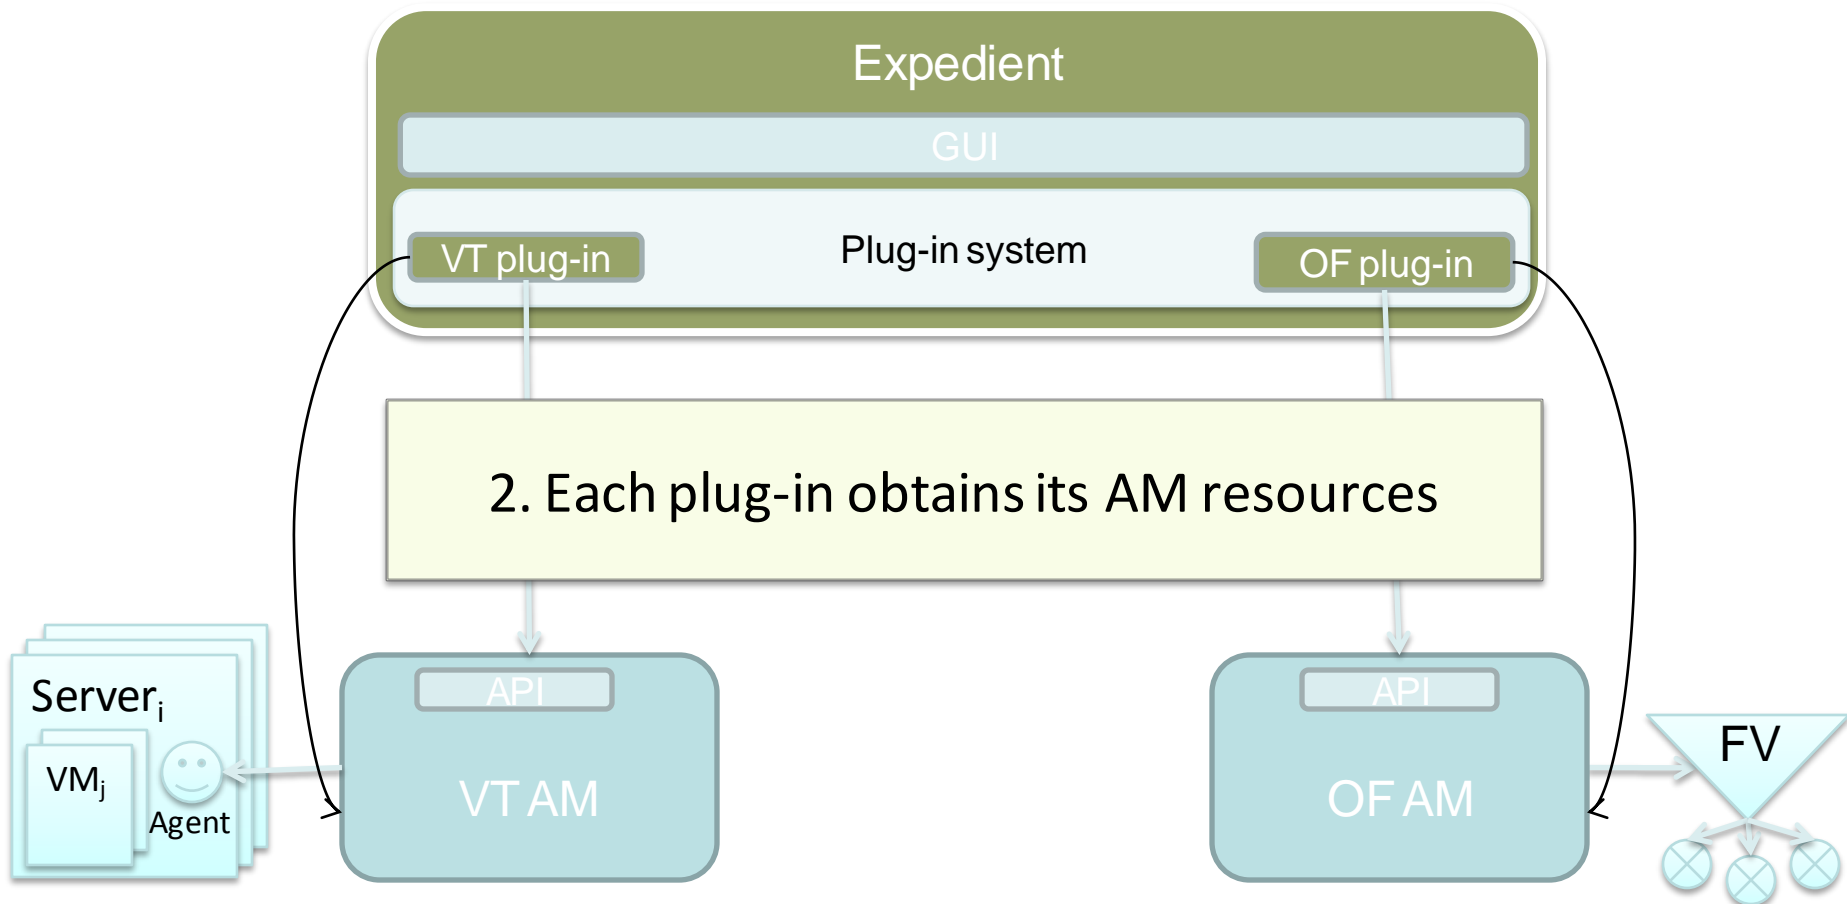 Expedient
GUI
Plug-in system
VT plug-in
OF plug-in
2. Each plug-in obtains its AM resources
API
API
Serverᵢ
VMⱼ
Agent
VT AM
OF AM
FV